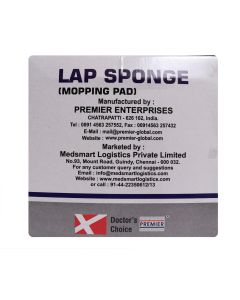 LAP SPONGE
(MOPPING PAD)
Manufactured by :
PREMIER ENTERPRISES
CHATRAPATTI - 626 102, India.
Tel : 0091 4563 257552, Fax : 00914563 257432
E-Mail : mail@premier-global.com
Website : www.premier-global.com
Marketed by :
Medsmart Logistics Private Limited
No.93, Mount Road, Guindy, Chennai - 600 032.
For any customer query and suggestions
Email : info@medsmartlogistics.com
Website : www.medsmartlogistics.com
or call : 91-44-22350612/13
Doctor's
Choice
PREMIER